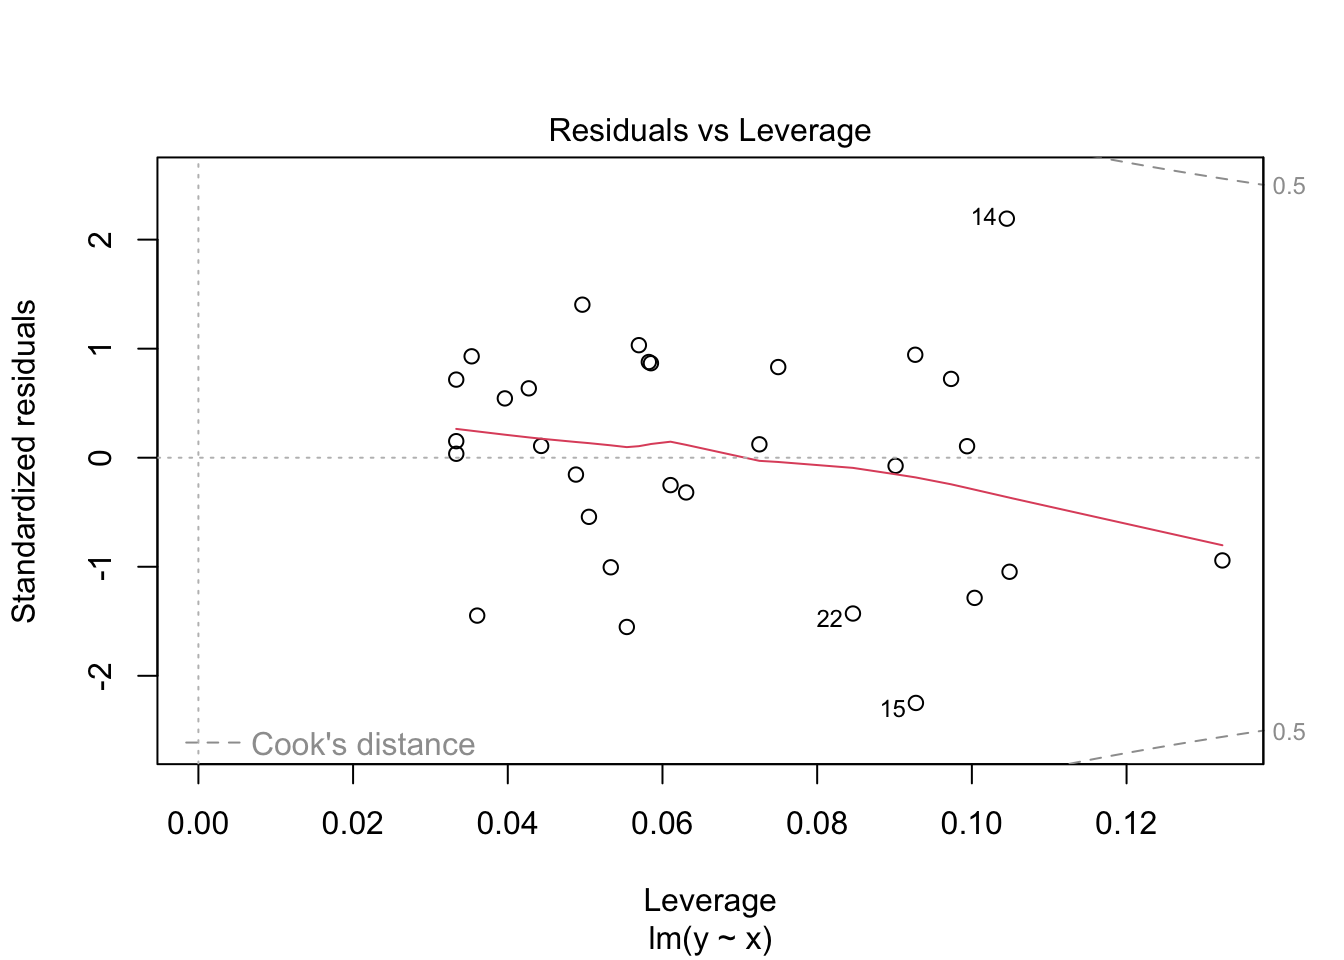 Residuals vs Leverage
Standardized residuals
2
1
0
-1
-2
0.5
14
22
15
0.5
Cook's distance
0.00 0.02 0.04 0.06 0.08 0.10 0.12
Leverage
lm(y ~ x)